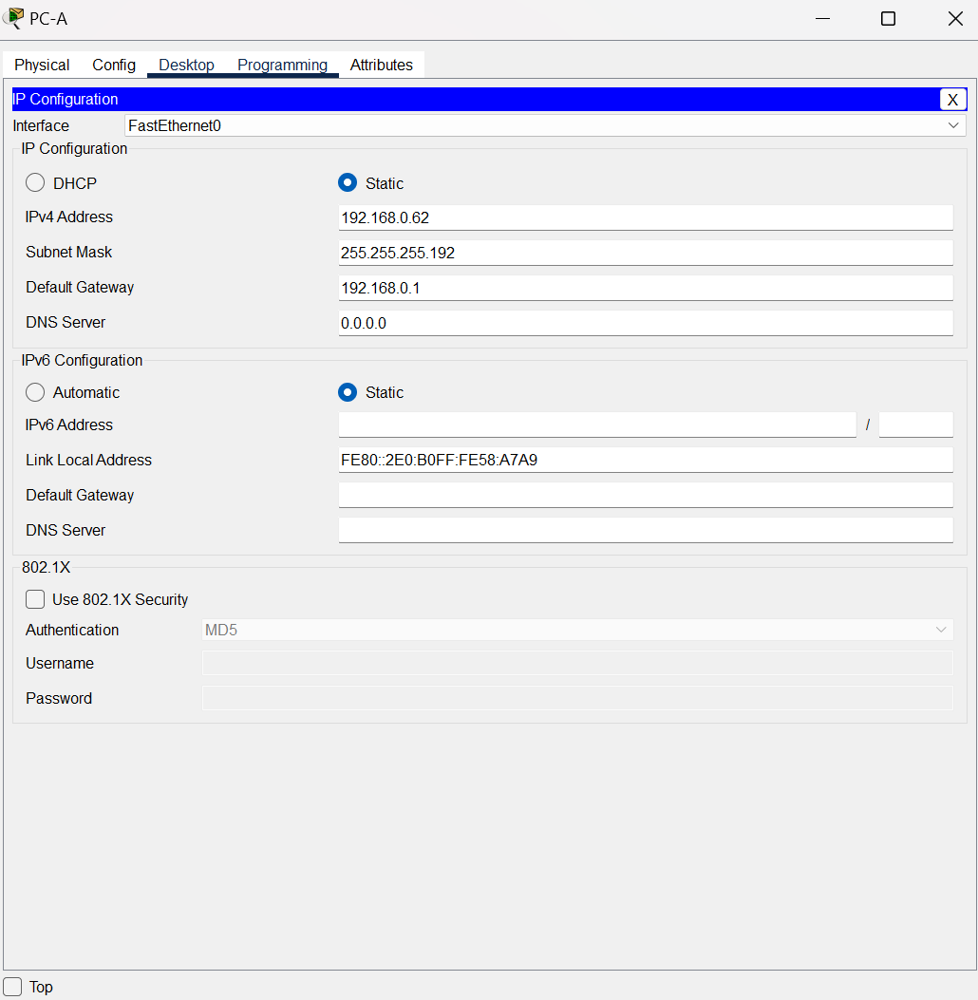 PC-A
Physical Config Desktop Programming Attributes
IP Configuration X
Interface FastEthernet0
IP Configuration
DHCP Static
IPv4 Address 192.168.0.62
Subnet Mask 255.255.255.192
Default Gateway 192.168.0.1
DNS Server 0.0.0.0
IPv6 Configuration
Automatic Static
IPv6 Address /
Link Local Address FE80::2E0:B0FF:FE58:A7A9
Default Gateway
DNS Server
802.1X
Use 802.1X Security
Authentication MD5
Username
Password
Top